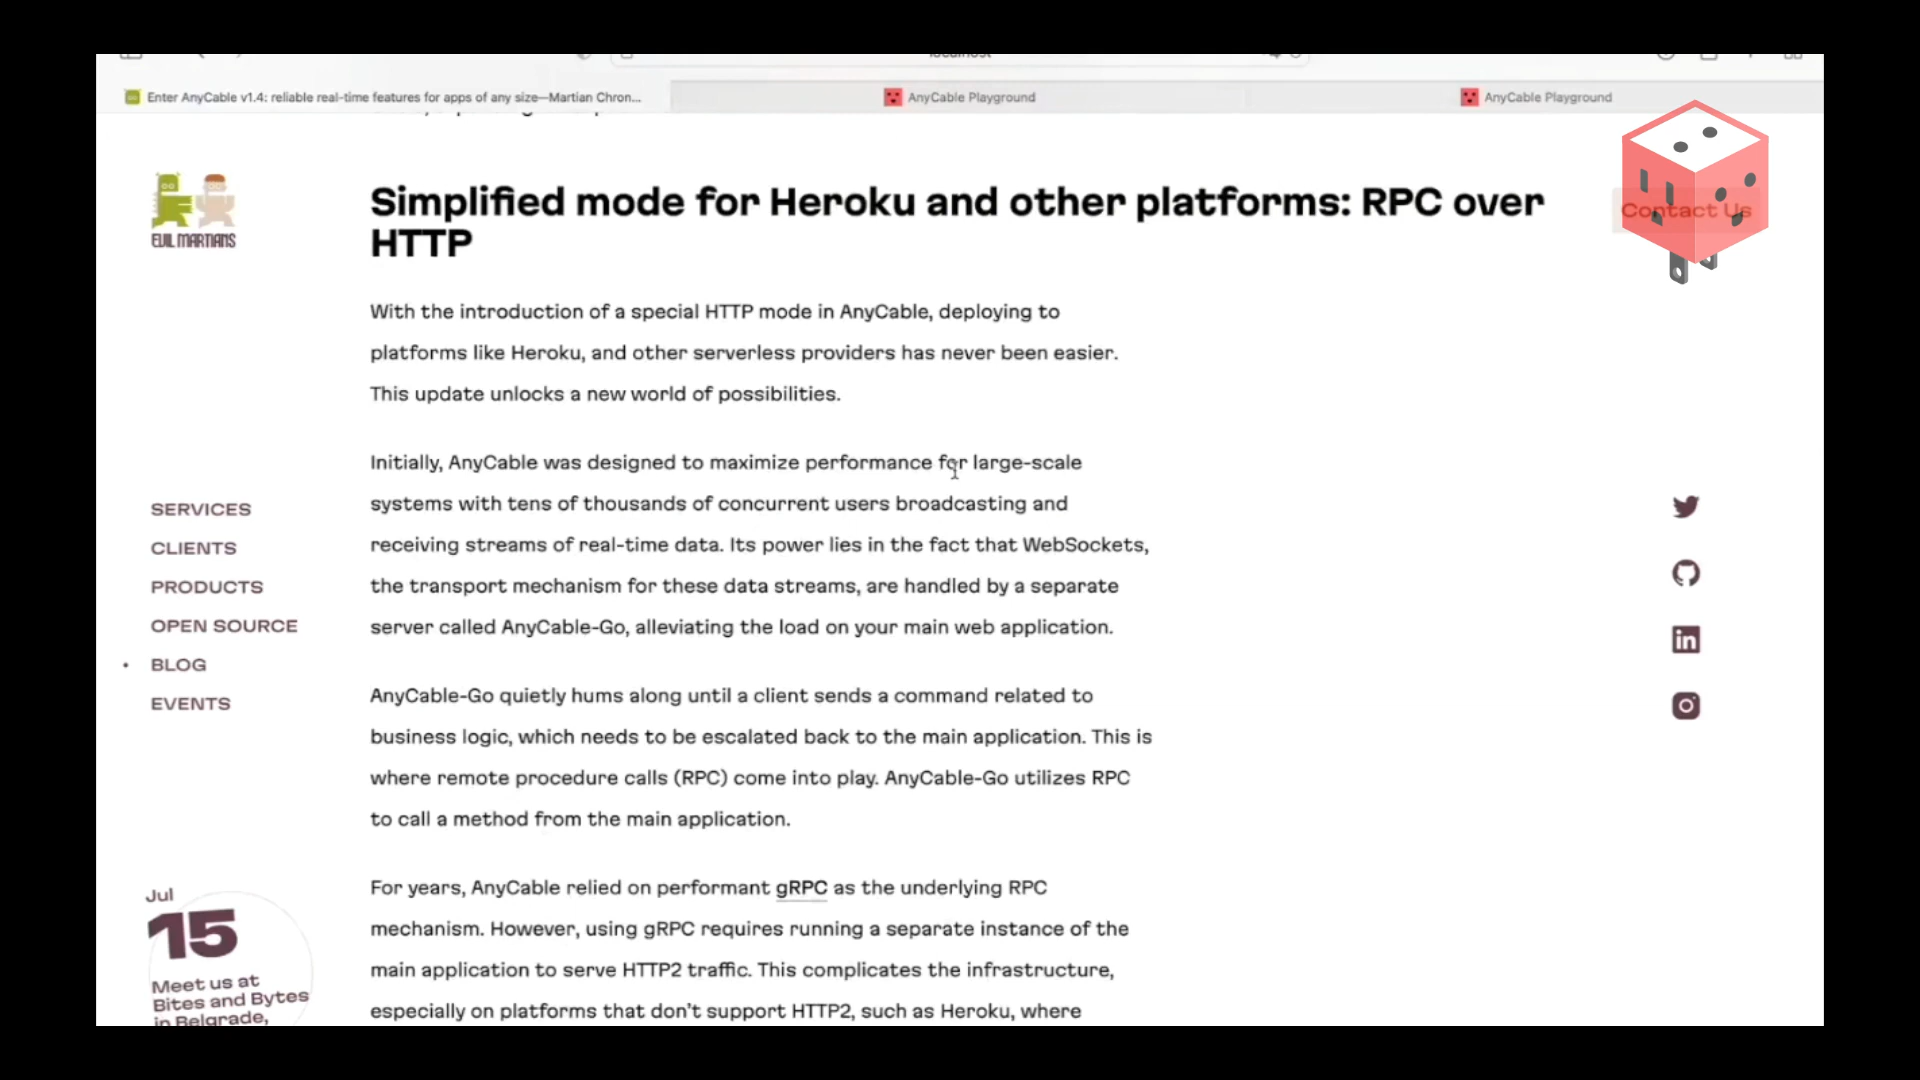 localhost
Enter AnyCable v1.4: reliable real-time features for apps of any size—Martian Chron...
AnyCable Playground
AnyCable Playground
EVIL MARTIANS
Simplified mode for Heroku and other platforms: RPC over
HTTP
Contact Us
With the introduction of a special HTTP mode in AnyCable, deploying to
platforms like Heroku, and other serverless providers has never been easier.
This update unlocks a new world of possibilities.
Initially, AnyCable was designed to maximize performance for large-scale
systems with tens of thousands of concurrent users broadcasting and
receiving streams of real-time data. Its power lies in the fact that WebSockets,
the transport mechanism for these data streams, are handled by a separate
server called AnyCable-Go, alleviating the load on your main web application.
AnyCable-Go quietly hums along until a client sends a command related to
business logic, which needs to be escalated back to the main application. This is
where remote procedure calls (RPC) come into play. AnyCable-Go utilizes RPC
to call a method from the main application.
For years, AnyCable relied on performant gRPC as the underlying RPC
mechanism. However, using gRPC requires running a separate instance of the
main application to serve HTTP2 traffic. This complicates the infrastructure,
especially on platforms that don't support HTTP2, such as Heroku, where
SERVICES
CLIENTS
PRODUCTS
OPEN SOURCE
BLOG
EVENTS
Jul
15
Meet us at
Bites and Bytes
in Belgrade,
in